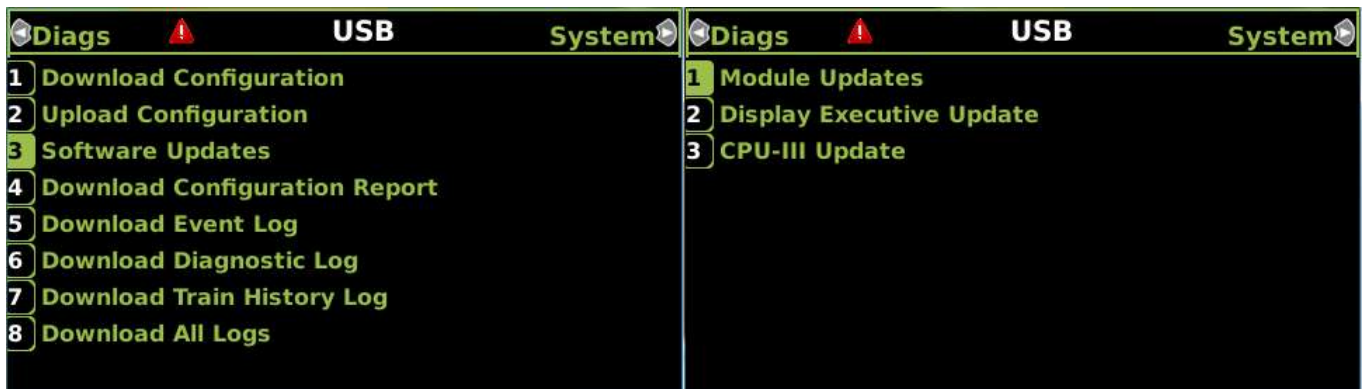 Diags USB System
1 Download Configuration
2 Upload Configuration
3 Software Updates
4 Download Configuration Report
5 Download Event Log
6 Download Diagnostic Log
7 Download Train History Log
8 Download All Logs
Diags USB System
1 Module Updates
2 Display Executive Update
3 CPU-III Update